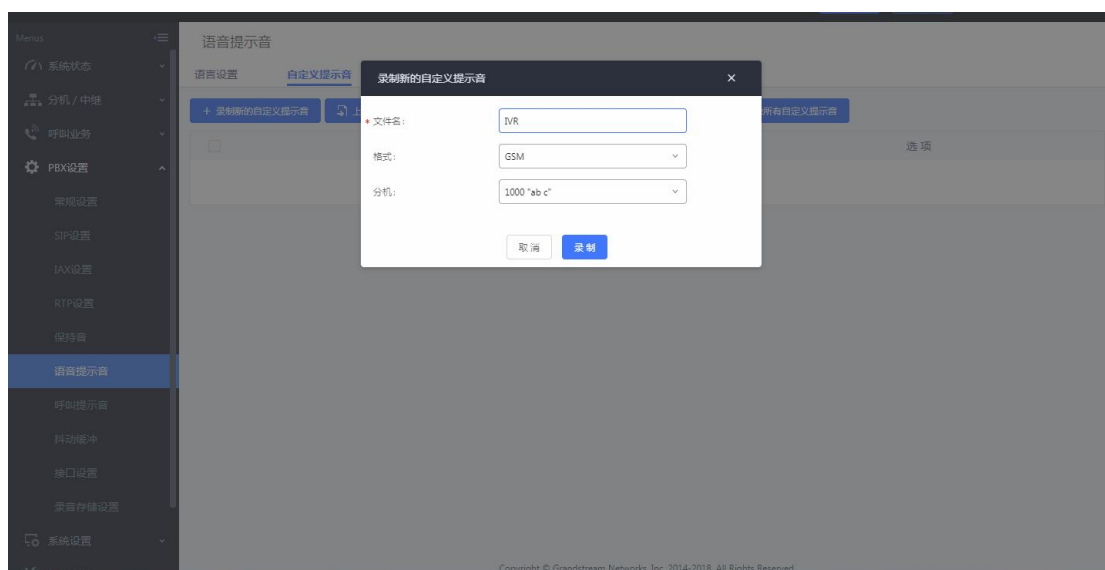 Menus
系统状态
分机 / 中继
呼叫业务
PBX设置
常规设置
SIP设置
IAX设置
RTP设置
保持音
语音提示音
呼叫提示音
抖动缓冲
接口设置
录音存储设置
系统设置
语音提示音
语言设置 自定义提示音
+ 录制新的自定义提示音 上
所有自定义提示音
选项
录制新的自定义提示音 ×
* 文件名: IVR
格式: GSM
分机: 1000 "ab c"
取消 录制
Copyright © Grandstream Networks, Inc. 2014-2018. All Rights Reserved.